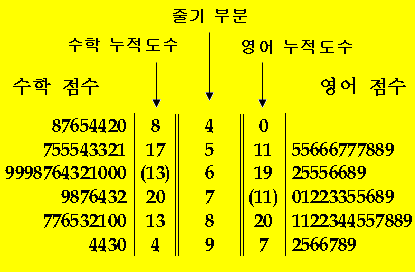 줄기 부분
수학 누적도수 영어 누적도수
수학 점수 영어 점수
87654420 8 4 0
755543321 17 5 11 55666777889
9998764321000 (13) 6 19 25556689
9876432 20 7 (11) 01223355689
776532100 13 8 20 1122344557889
4430 4 9 7 2566789